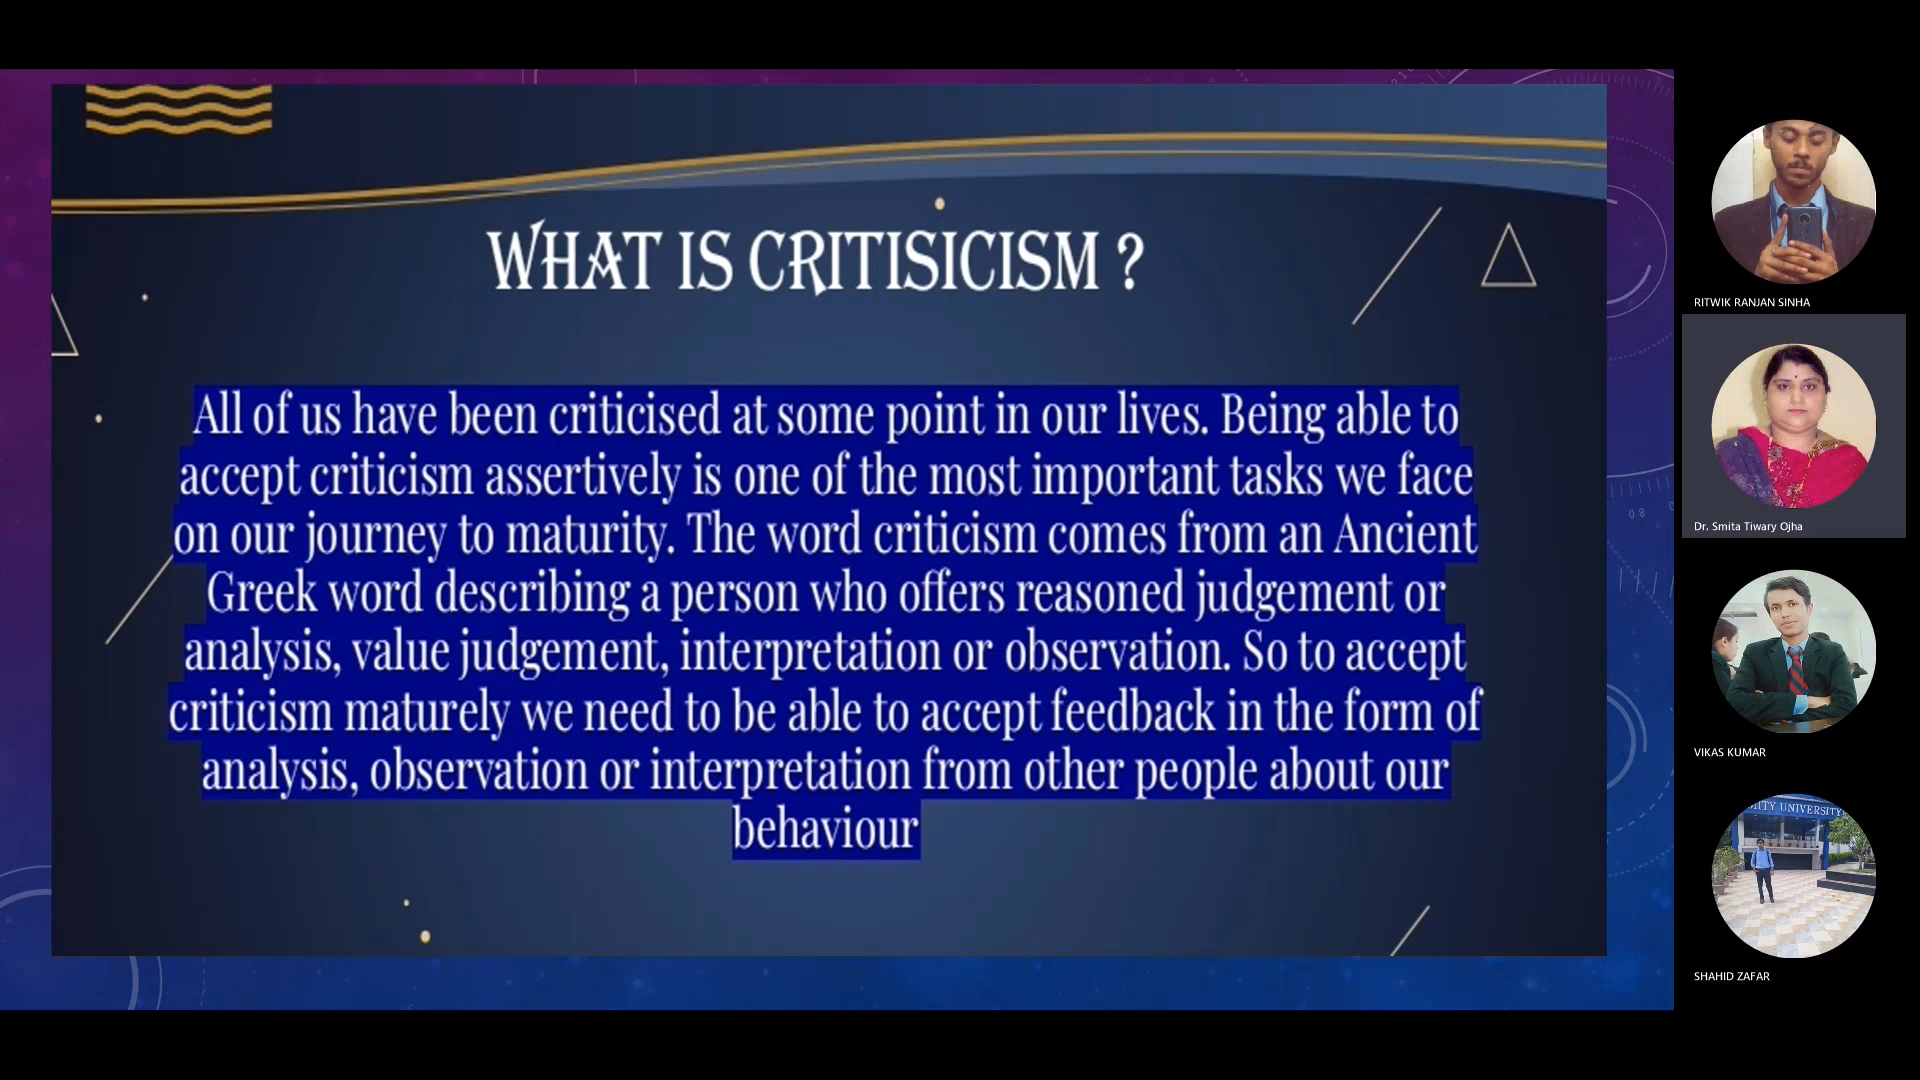 WHAT IS CRITISICISM ?
All of us have been criticised at some point in our lives. Being able to
accept criticism assertively is one of the most important tasks we face
on our journey to maturity. The word criticism comes from an Ancient
Greek word describing a person who offers reasoned judgement or
analysis, value judgement, interpretation or observation. So to accept
criticism maturely we need to be able to accept feedback in the form of
analysis, observation or interpretation from other people about our
behaviour
RITWIK RANJAN SINHA
Dr. Smita Tiwary Ojha
VIKAS KUMAR
UNIVERSITY
SHAHID ZAFAR